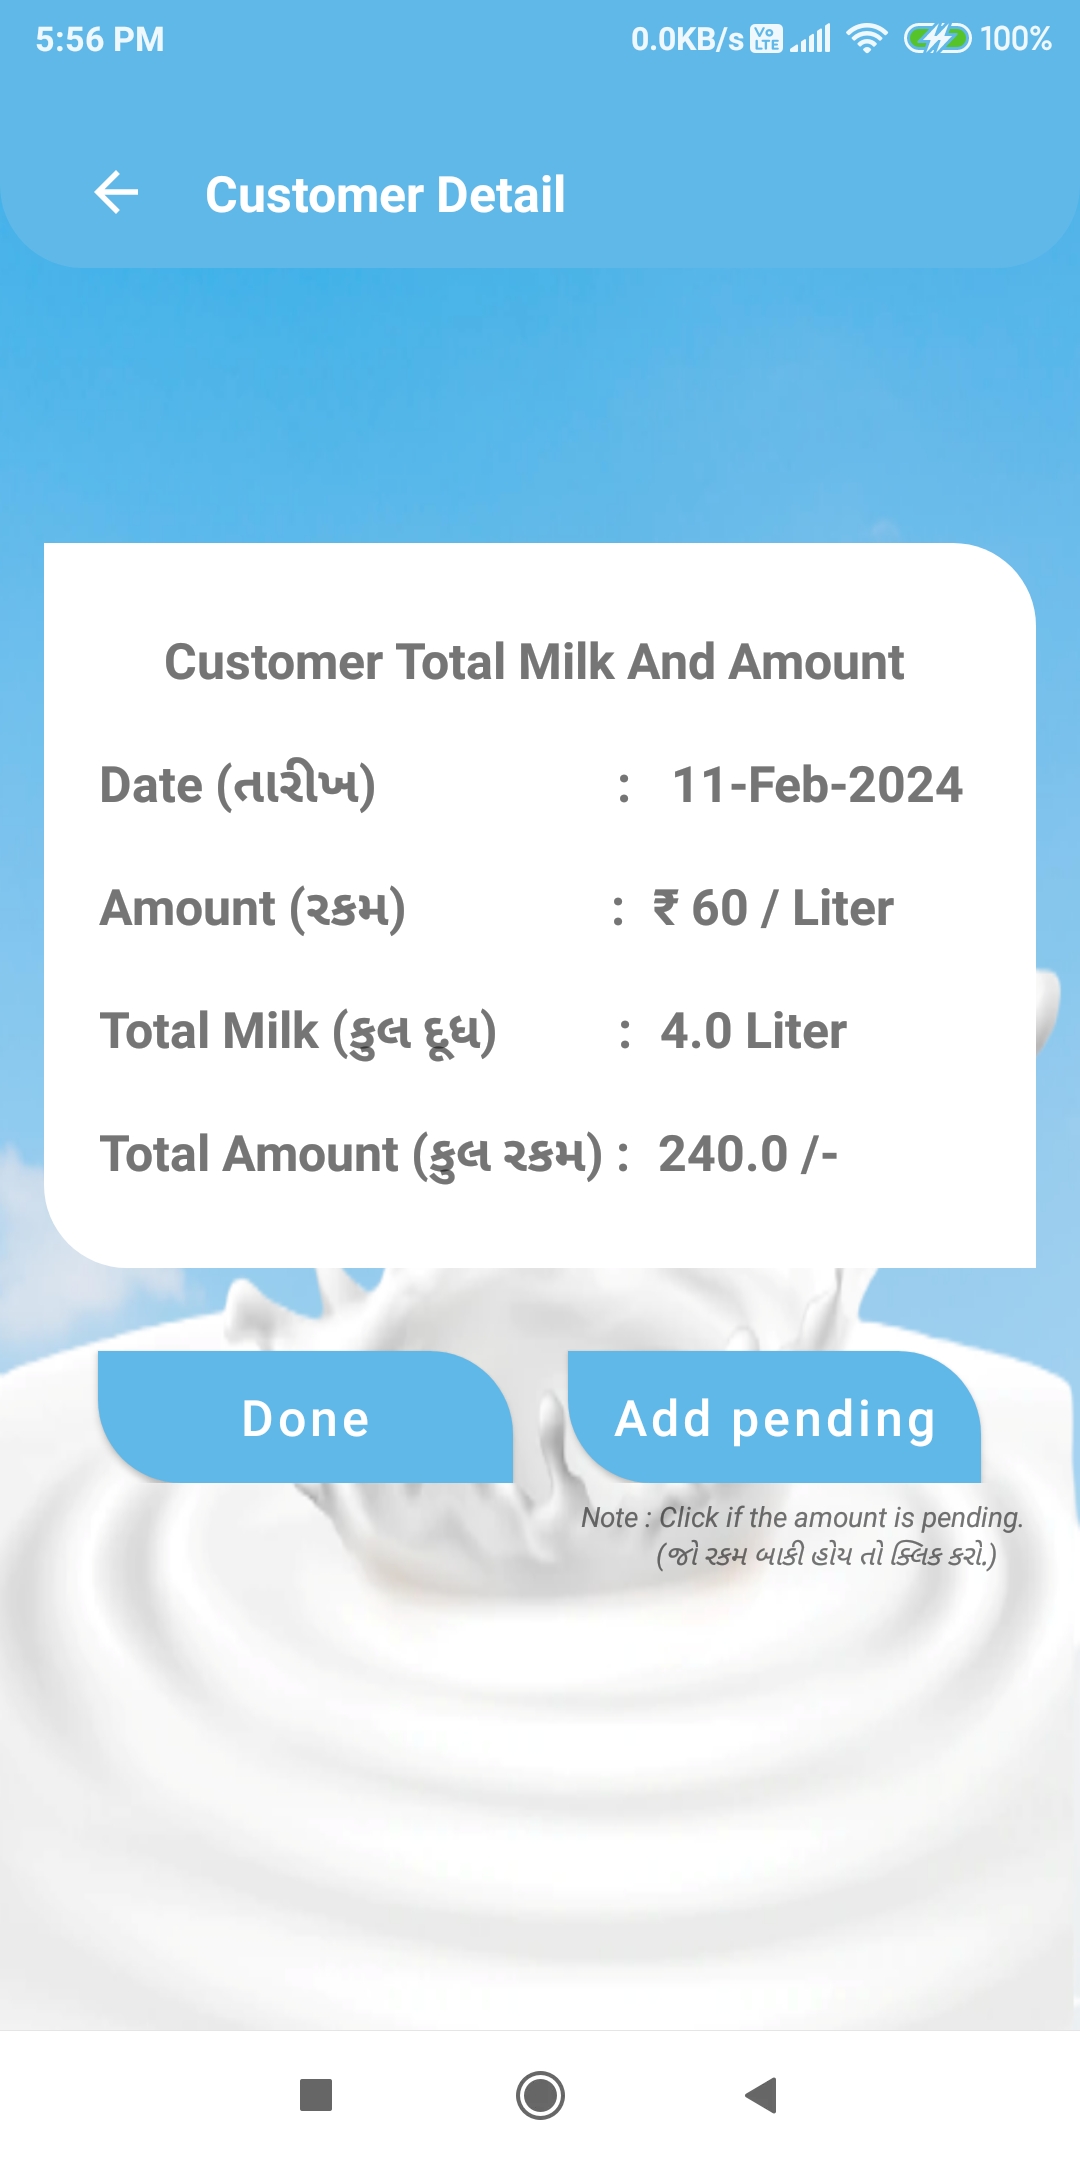 5:56 PM 0.0KB/s Vo LTE 100%
Customer Detail
Customer Total Milk And Amount
Date (તારીખ) : 11-Feb-2024
Amount (રકમ) : ₹ 60 / Liter
Total Milk (કુલ દૂધ) : 4.0 Liter
Total Amount (કુલ રકમ) : 240.0 /-
Done Add pending
Note : Click if the amount is pending.
(જો રકમ બાકી હોય તો ક્લિક કરો.)